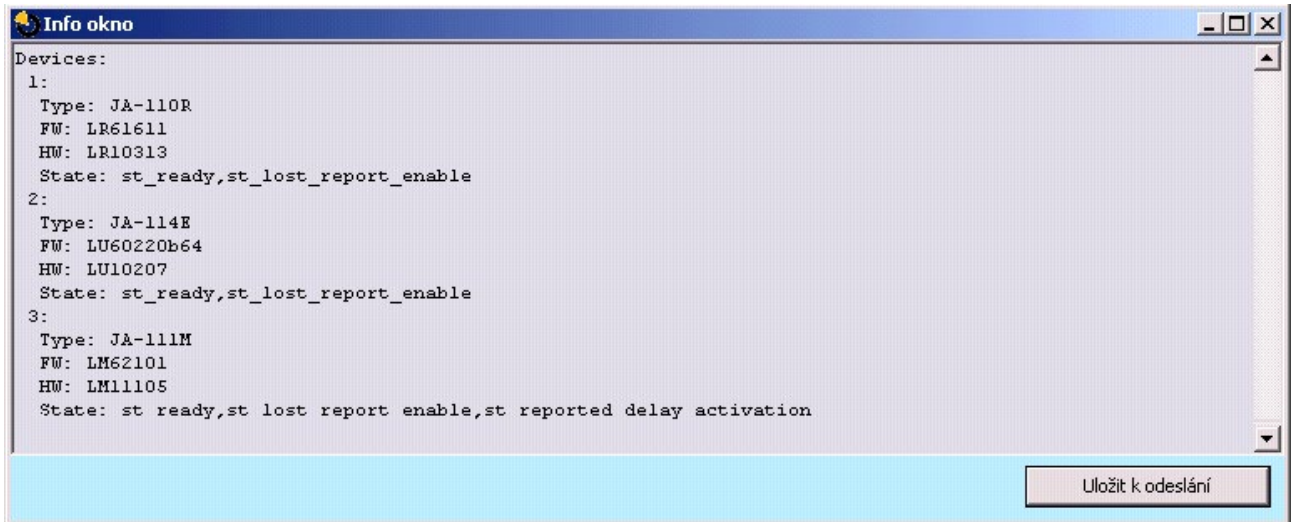 Info okno
Devices:
1:
Type: JA-110R
FW: LR61611
HW: LR10313
State: st_ready,st_lost_report_enable
2:
Type: JA-114E
FW: LU60220b64
HW: LU10207
State: st_ready,st_lost_report_enable
3:
Type: JA-111M
FW: LM62101
HW: LM11105
State: st ready,st lost report enable,st reported delay activation
Uložit k odeslání